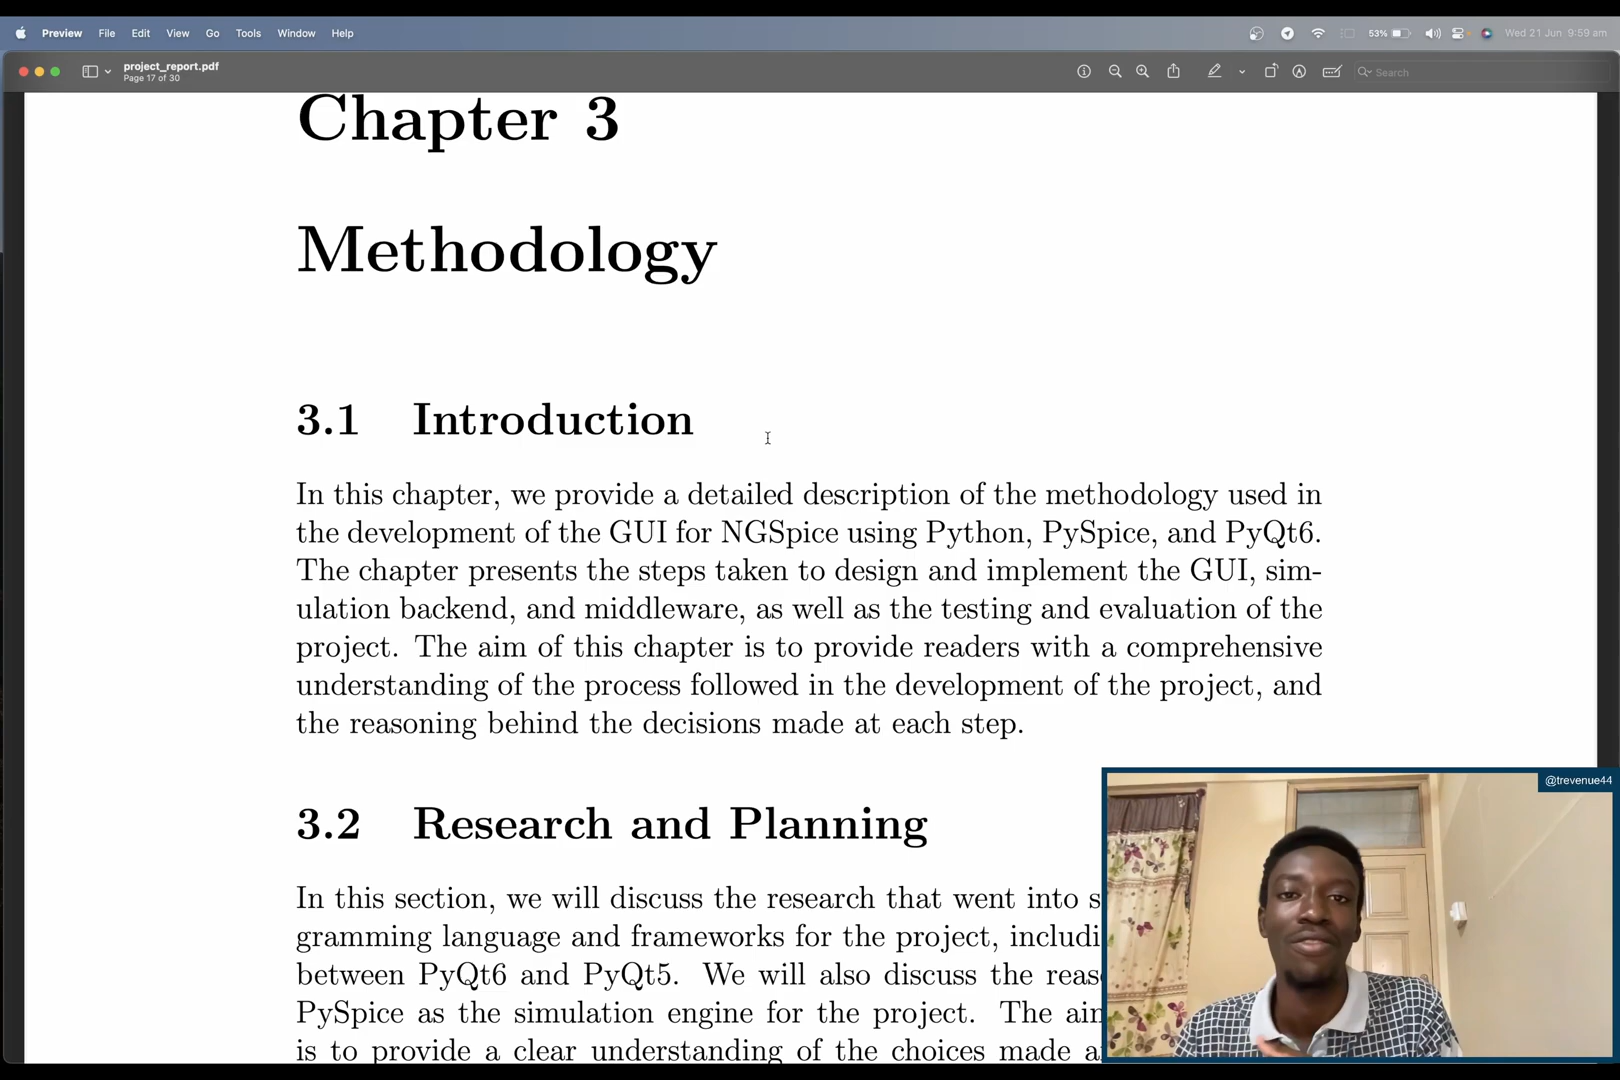 Preview File Edit View Go Tools Window Help 53% Wed 21 Jun 9:59 am
project_report.pdf
Page 17 of 30
Search
Chapter 3
Methodology
3.1 Introduction
In this chapter, we provide a detailed description of the methodology used in
the development of the GUI for NGSpice using Python, PySpice, and PyQt6.
The chapter presents the steps taken to design and implement the GUI, sim-
ulation backend, and middleware, as well as the testing and evaluation of the
project. The aim of this chapter is to provide readers with a comprehensive
understanding of the process followed in the development of the project, and
the reasoning behind the decisions made at each step.
@trevenue44
3.2 Research and Planning
In this section, we will discuss the research that went into s
gramming language and frameworks for the project, includi
between PyQt6 and PyQt5. We will also discuss the reas
PySpice as the simulation engine for the project. The ain
is to provide a clear understanding of the choices made a